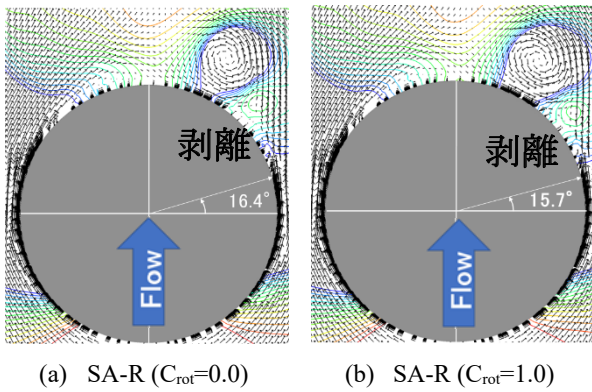 剥離
16.4°
Flow
(a) SA-R (Crot=0.0)
剥離
15.7°
Flow
(b) SA-R (Crot=1.0)